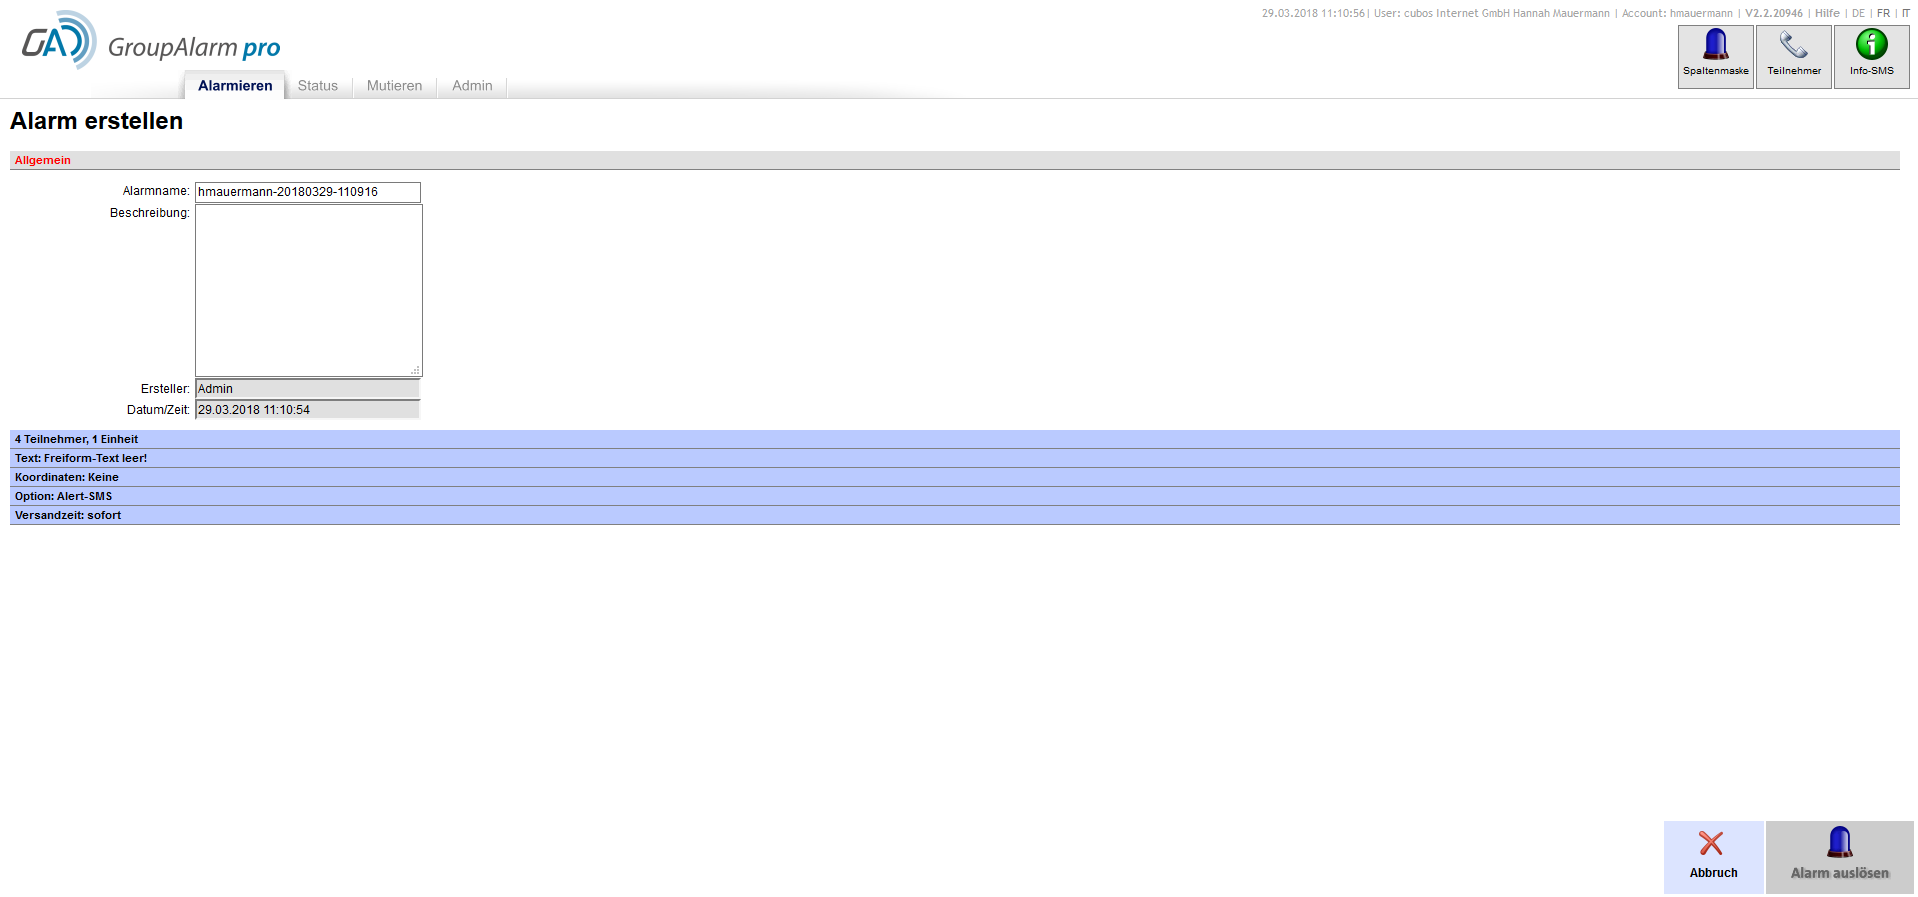 29.03.2018 11:10:56| User: cubos Internet GmbH Hannah Mauermann | Account: hmauermann | V2.2.20946 | Hilfe | DE | FR | IT
GA GroupAlarm pro
Spaltenmaske Teilnehmer Info-SMS
Alarmieren Status Mutieren Admin
Alarm erstellen
Allgemein
Alarmname: hmauermann-20180329-110916
Beschreibung:
Ersteller: Admin
Datum/Zeit: 29.03.2018 11:10:54
4 Teilnehmer, 1 Einheit
Text: Freiform-Text leer!
Koordinaten: Keine
Option: Alert-SMS
Versandzeit: sofort
Abbruch Alarm auslösen